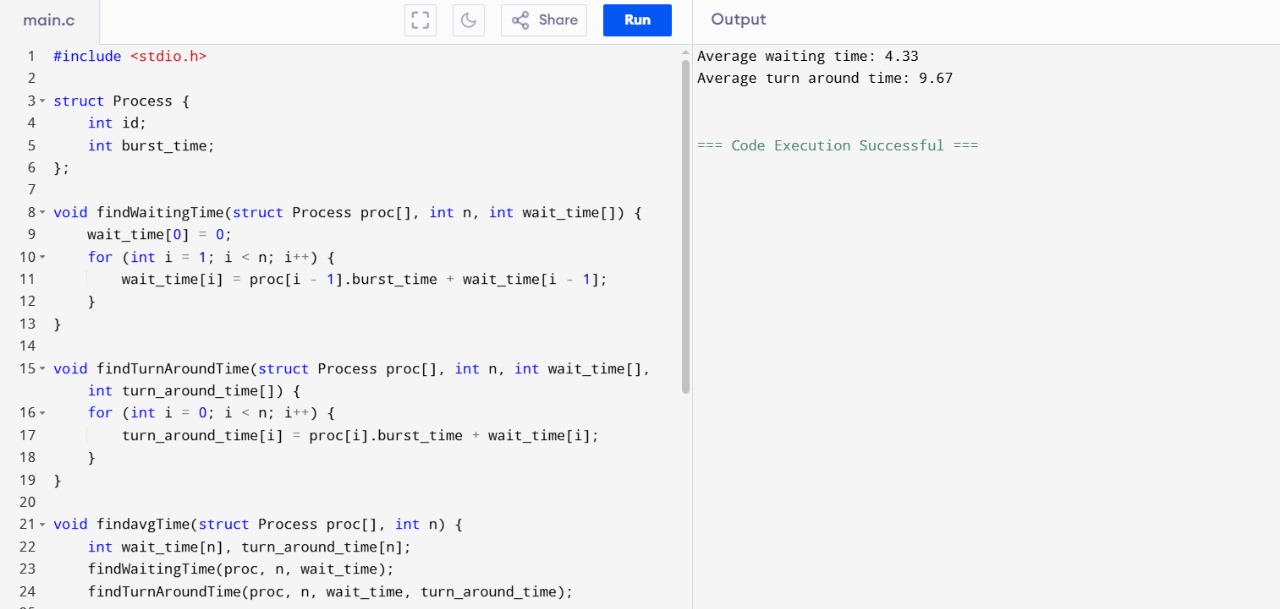 main.c
Share
Run
Output
1 #include <stdio.h>
2
3 struct Process {
4     int id;
5     int burst_time;
6 };
7
8 void findWaitingTime(struct Process proc[], int n, int wait_time[]) {
9     wait_time[0] = 0;
10     for (int i = 1; i < n; i++) {
11         wait_time[i] = proc[i - 1].burst_time + wait_time[i - 1];
12     }
13 }
14
15 void findTurnAroundTime(struct Process proc[], int n, int wait_time[],
    int turn_around_time[]) {
16     for (int i = 0; i < n; i++) {
17         turn_around_time[i] = proc[i].burst_time + wait_time[i];
18     }
19 }
20
21 void findavgTime(struct Process proc[], int n) {
22     int wait_time[n], turn_around_time[n];
23     findWaitingTime(proc, n, wait_time);
24     findTurnAroundTime(proc, n, wait_time, turn_around_time);
Average waiting time: 4.33
Average turn around time: 9.67
=== Code Execution Successful ===